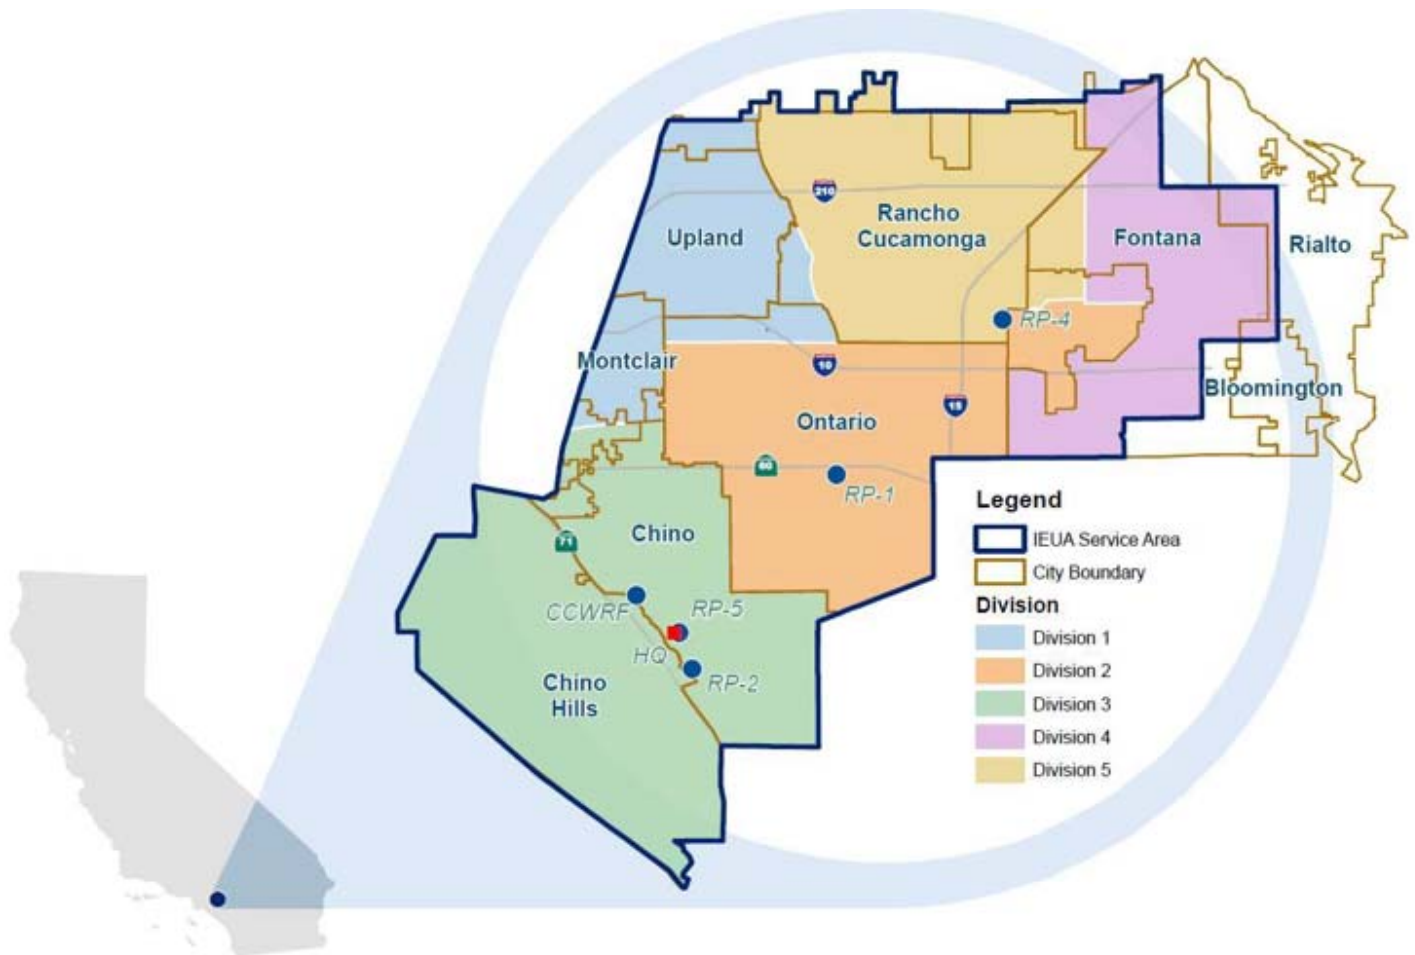 210
Rancho
Cucamonga
Upland
Fontana
Rialto
RP-4
Montclair
10
Bloomington
15
Ontario
60
RP-1
Legend
IEUA Service Area
City Boundary
Division
Division 1
Division 2
Division 3
Division 4
Division 5
Chino
71
CCWRF
RP-5
HQ
RP-2
Chino
Hills